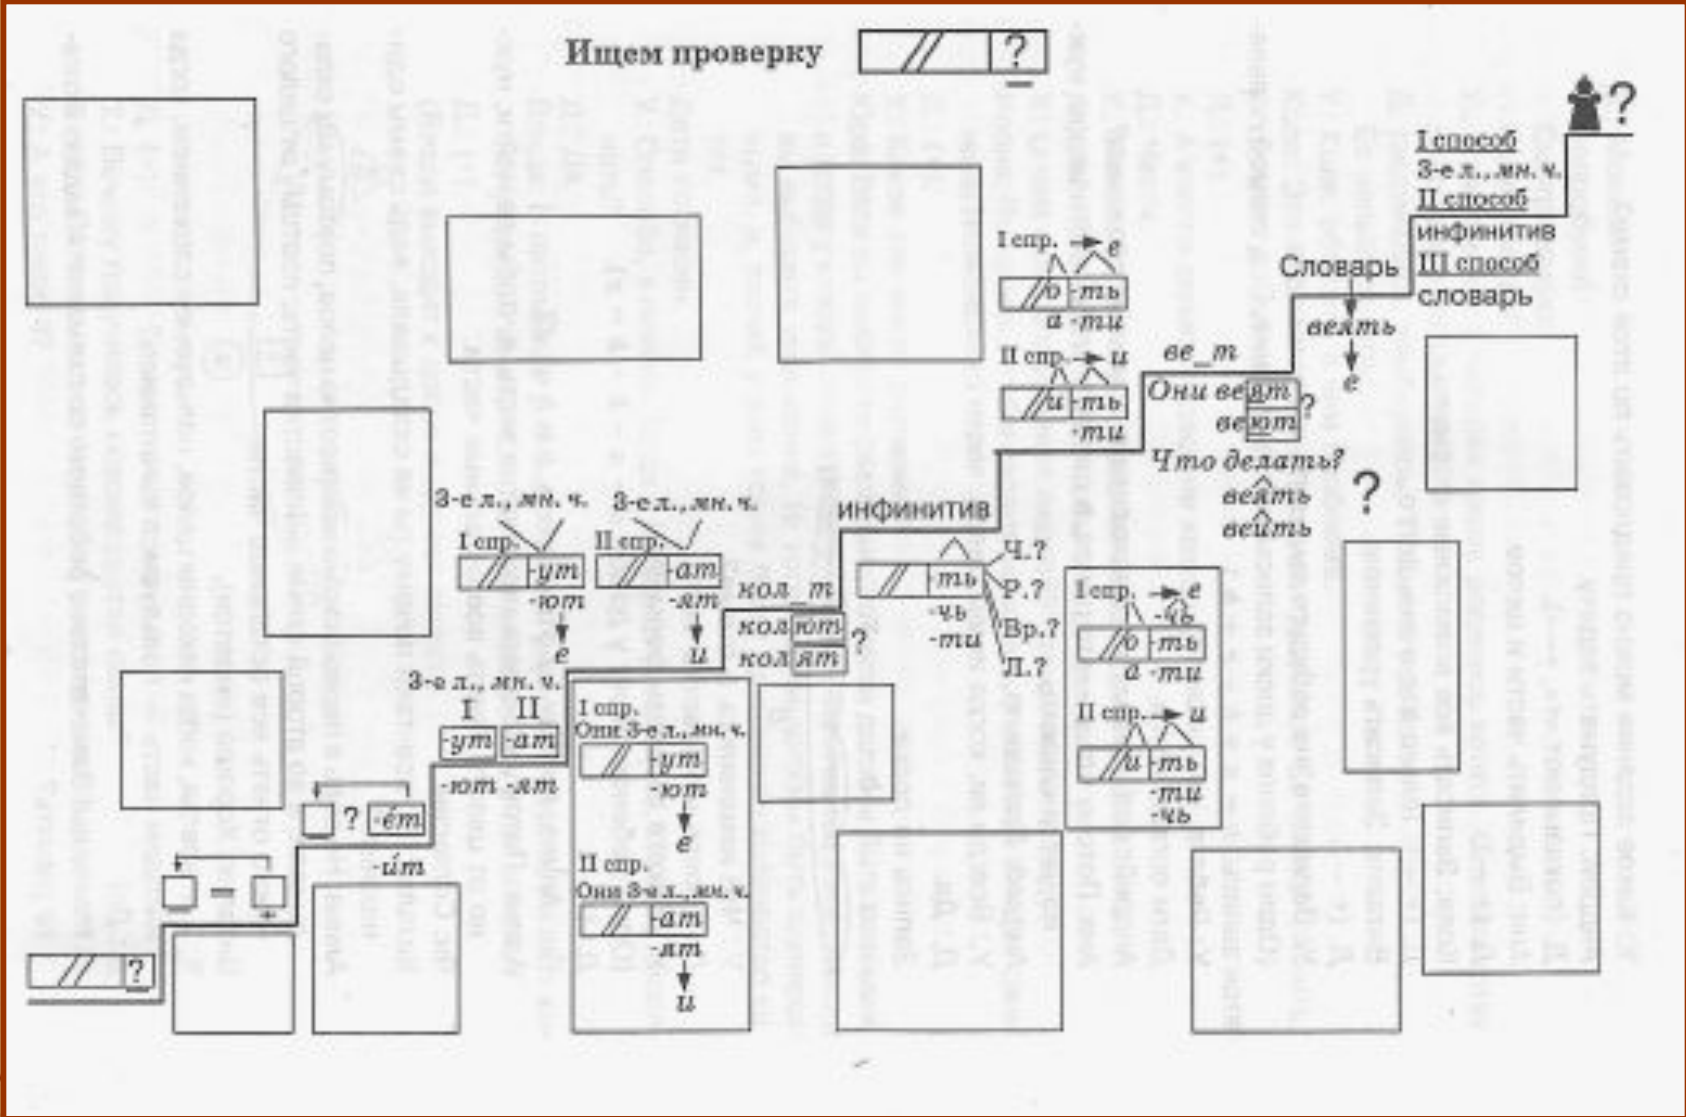 Ищем проверку
// ?
?
I способ
3-е л., мн. ч.
II способ
инфинитив
III способ
словарь
Словарь
веять
е
I спр. → е
// о -ть
а -ти
II спр. → и
// и -ть
-ти
ве_т
Они веят
веют
?
Что делать?
веять
веить
?
инфинитив
// -ть
-чь
-ти
Ч.?
Р.?
Вр.?
Л.?
I спр. → е
-чь
// о -ть
а -ти
II спр. → и
// и -ть
-ти
-чь
3-е л., мн. ч.
I спр.
// -ут
-ют
е
3-е л., мн. ч.
II спр.
// -ат
-ят
и
кол_т
колют
колят
?
3-е л., мн. ч.
I II
-ут -ат
-ют -ят
I спр.
Они 3-е л., мн. ч.
// -ут
-ют
е
II спр.
Они 3-е л., мн. ч.
// -ат
-ят
и
? -ёт
-и́т
// ?